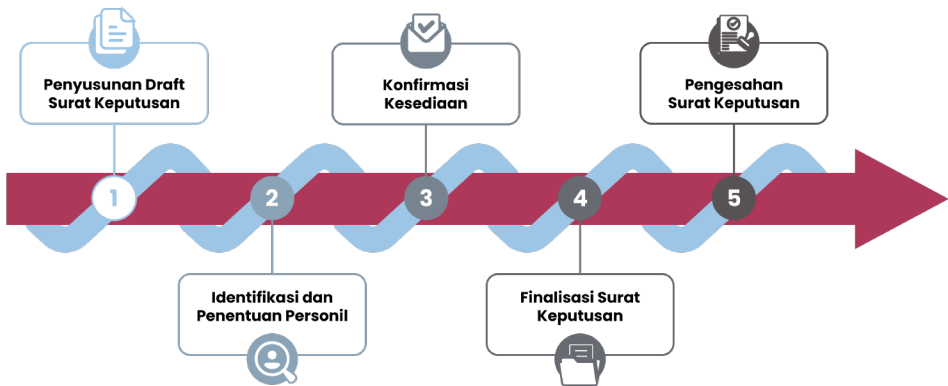 Penyusunan Draft
Surat Keputusan
1
Identifikasi dan
Penentuan Personil
2
Konfirmasi
Kesediaan
3
Finalisasi Surat
Keputusan
4
Pengesahan
Surat Keputusan
5